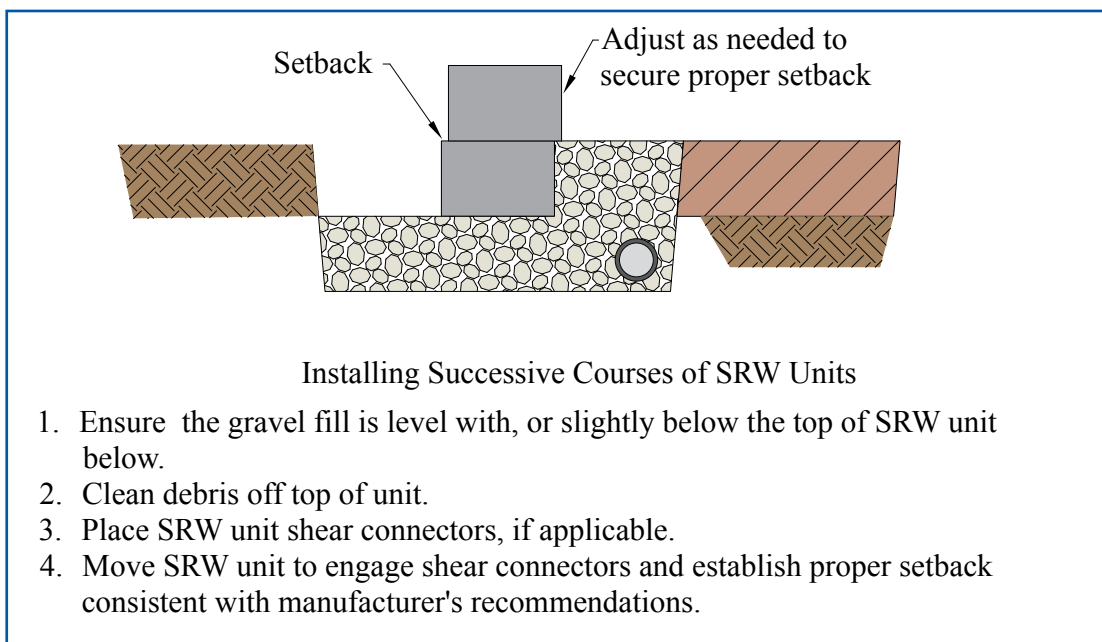 Setback
Adjust as needed to
secure proper setback
Installing Successive Courses of SRW Units
1. Ensure the gravel fill is level with, or slightly below the top of SRW unit
below.
2. Clean debris off top of unit.
3. Place SRW unit shear connectors, if applicable.
4. Move SRW unit to engage shear connectors and establish proper setback
consistent with manufacturer's recommendations.